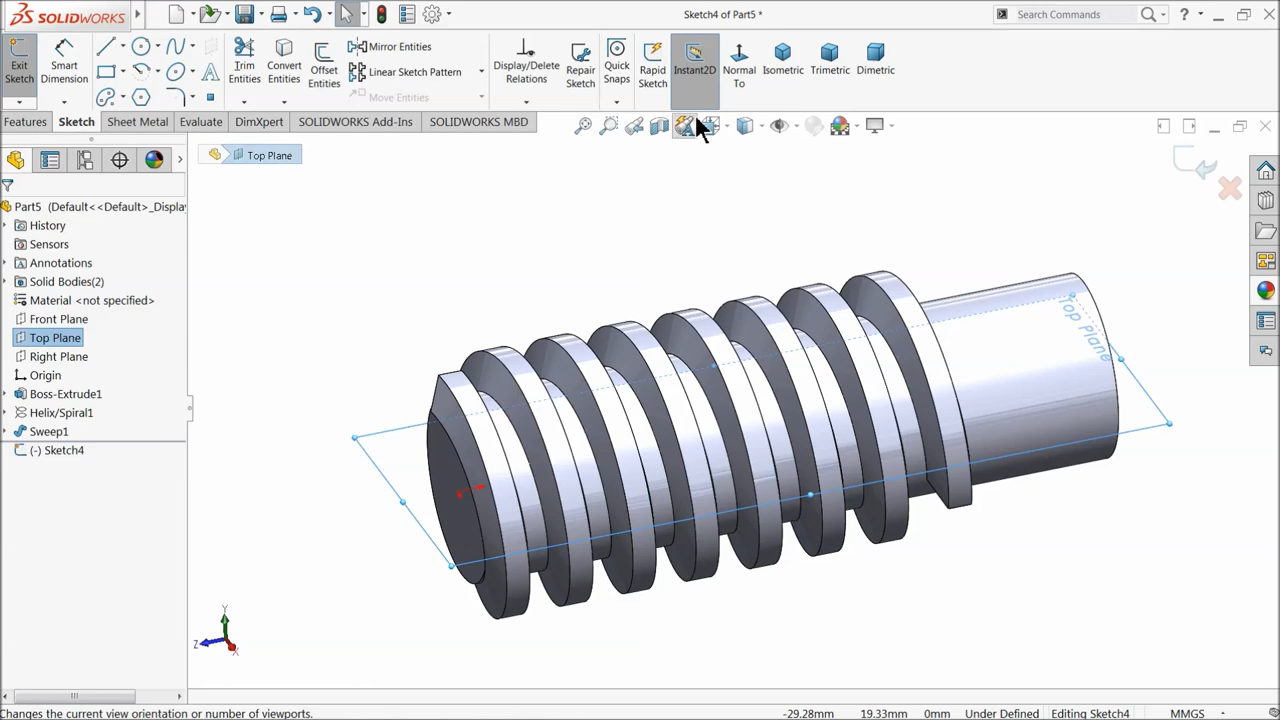 SOLIDWORKS
Sketch4 of Part5 *
Search Commands
Exit Sketch
Smart Dimension
Trim Entities
Convert Entities
Offset Entities
Mirror Entities
Linear Sketch Pattern
Move Entities
Display/Delete Relations
Repair Sketch
Quick Snaps
Rapid Sketch
Instant2D
Normal To
Isometric
Trimetric
Dimetric
Features
Sketch
Sheet Metal
Evaluate
DimXpert
SOLIDWORKS Add-Ins
SOLIDWORKS MBD
Top Plane
Part5 (Default<<Default>_Display
History
Sensors
Annotations
Solid Bodies(2)
Material <not specified>
Front Plane
Top Plane
Right Plane
Origin
Boss-Extrude1
Helix/Spiral1
Sweep1
(-) Sketch4
Top Plane
Y
Z
X
Changes the current view orientation or number of viewports.
-29.28mm
19.33mm
0mm
Under Defined
Editing Sketch4
MMGS